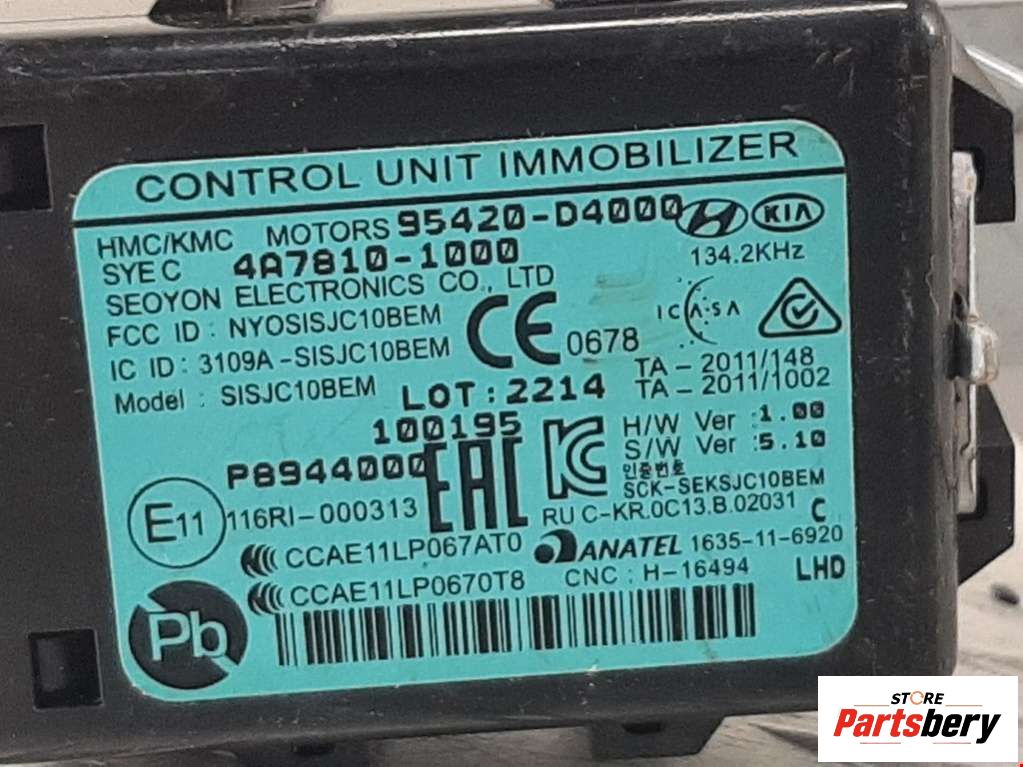 CONTROL UNIT IMMOBILIZER
HMC/KMC MOTORS 95420-D4000 KIA
SYE C 4A7810-1000 134.2KHz
SEOYON ELECTRONICS CO., LTD
FCC ID : NYOSISJC10BEM CE 0678 ICASA
IC ID : 3109A -SISJC10BEM TA - 2011/148
Model : SISJC10BEM LOT : 2214 TA - 2011/1002
100195 H/W Ver :1.00
P8944000 EAC S/W Ver :5.10
인증번호
SCK-SEKSJC10BEM
E11 116RI-000313 RU C-KR.0C13.B.02031 C
CCAE11LP067AT0 ANATEL 1635-11-6920
CCAE11LP0670T8 CNC : H-16494 LHD
Pb
STORE
Partsbery